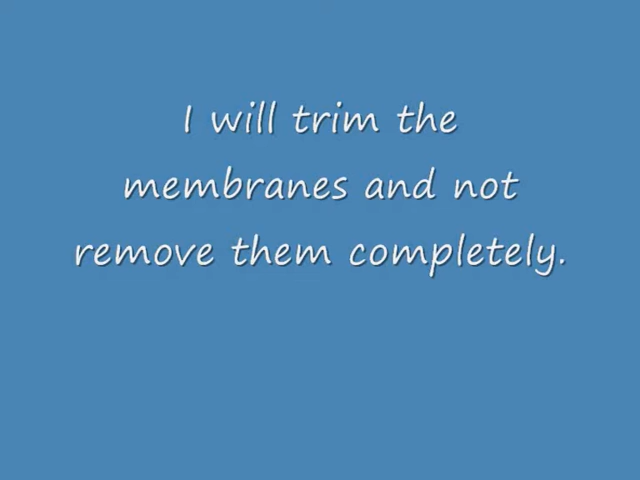 I will trim the
membranes and not
remove them completely.